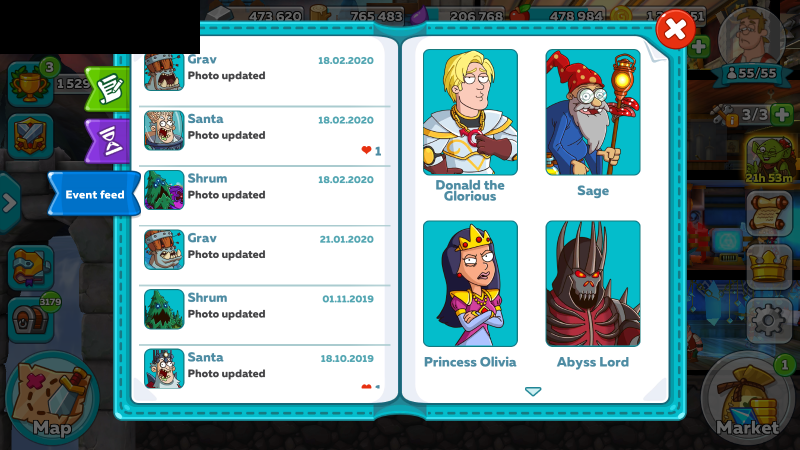 473 620
765 483
206 768
478 984
3
1 529
55/55
3/3
21h 53m
3179
Map
1
Market
Event feed
Grav
18.02.2020
Photo updated
Santa
18.02.2020
Photo updated
1
Shrum
18.02.2020
Photo updated
Grav
21.01.2020
Photo updated
Shrum
01.11.2019
Photo updated
Santa
18.10.2019
Photo updated
Donald the
Glorious
Sage
Princess Olivia
Abyss Lord